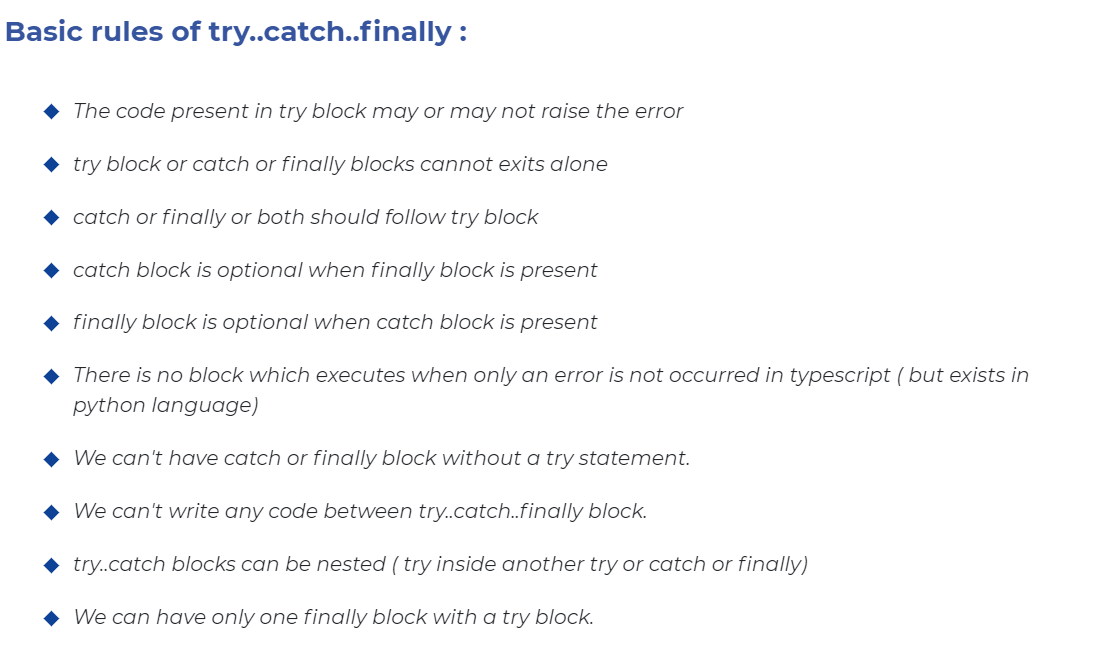 Basic rules of try..catch..finally :
The code present in try block may or may not raise the error
try block or catch or finally blocks cannot exits alone
catch or finally or both should follow try block
catch block is optional when finally block is present
finally block is optional when catch block is present
There is no block which executes when only an error is not occurred in typescript ( but exists in
python language)
We can't have catch or finally block without a try statement.
We can't write any code between try..catch..finally block.
try..catch blocks can be nested ( try inside another try or catch or finally)
We can have only one finally block with a try block.